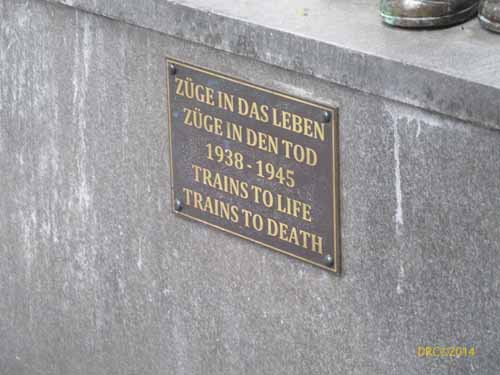 ZÜGE IN DAS LEBEN
ZÜGE IN DEN TOD
1938 - 1945
TRAINS TO LIFE
TRAINS TO DEATH
DRC/2014